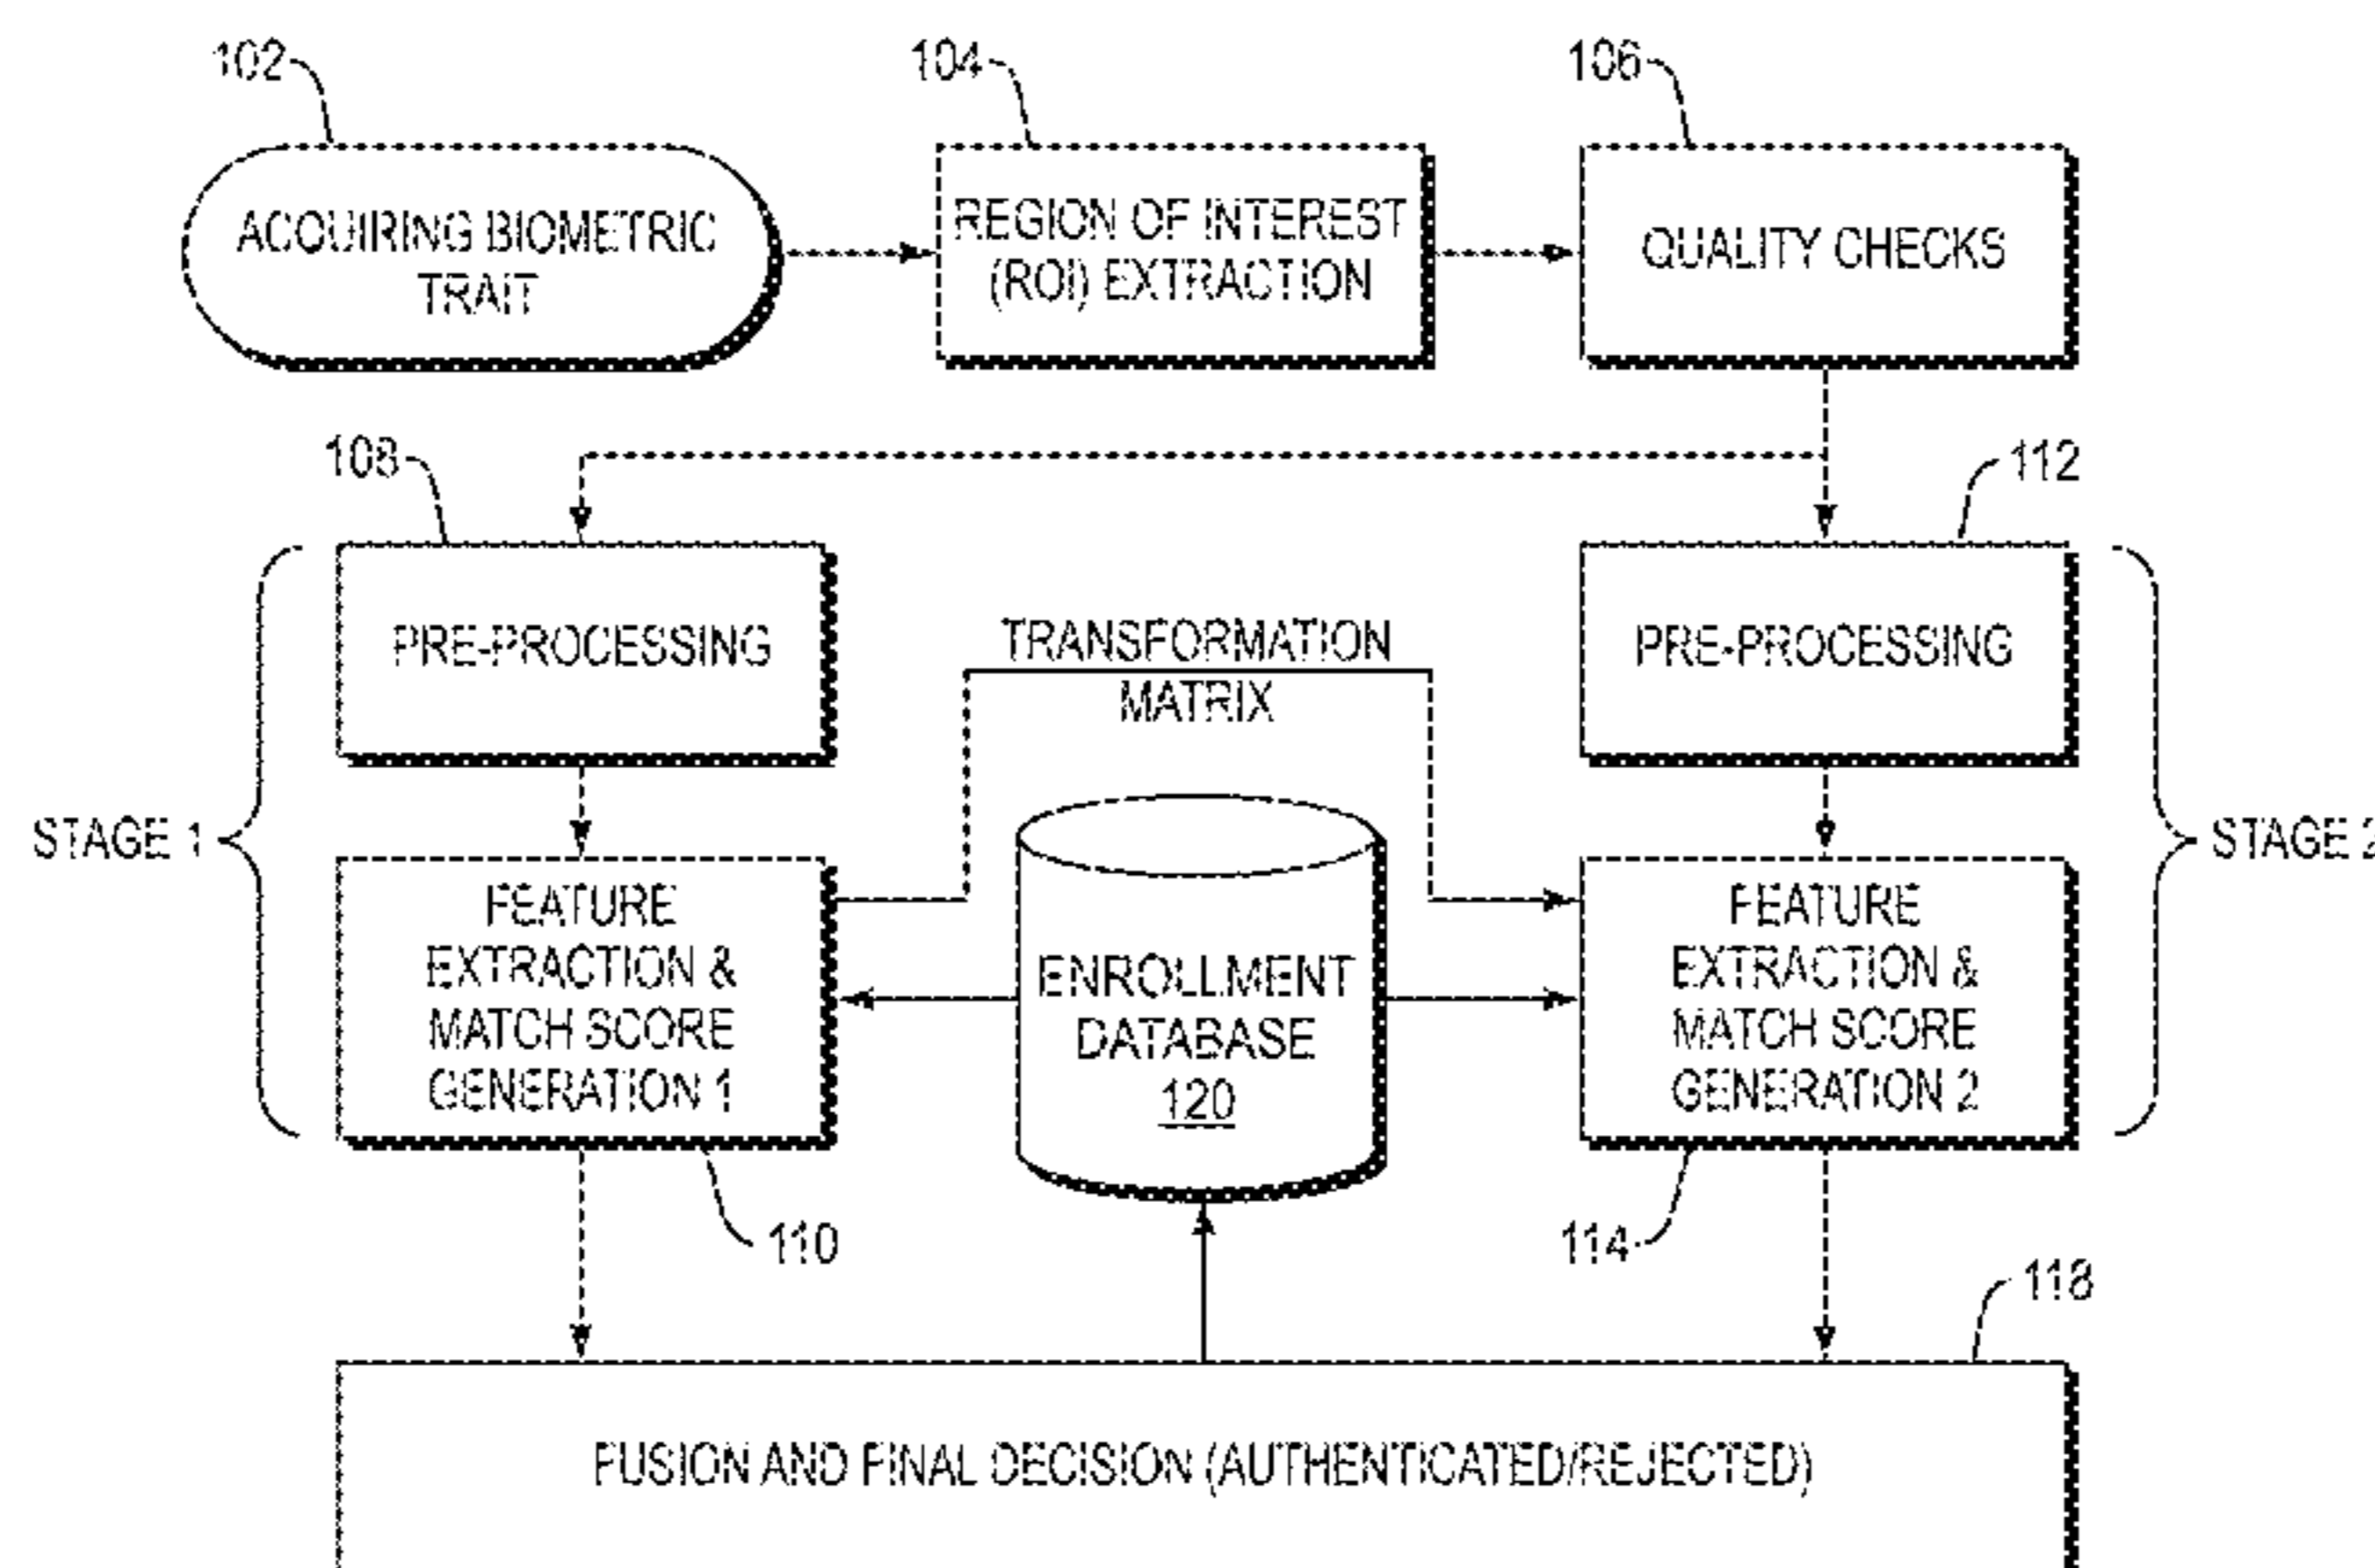 102
104
106
ACQUIRING BIOMETRIC
TRAIT
REGION OF INTEREST
(ROI) EXTRACTION
QUALITY CHECKS
108
112
PRE-PROCESSING
TRANSFORMATION
MATRIX
PRE-PROCESSING
STAGE 1
STAGE 2
FEATURE
EXTRACTION &
MATCH SCORE
GENERATION 1
ENROLLMENT
DATABASE
120
FEATURE
EXTRACTION &
MATCH SCORE
GENERATION 2
110
114
118
FUSION AND FINAL DECISION (AUTHENTICATED/REJECTED)